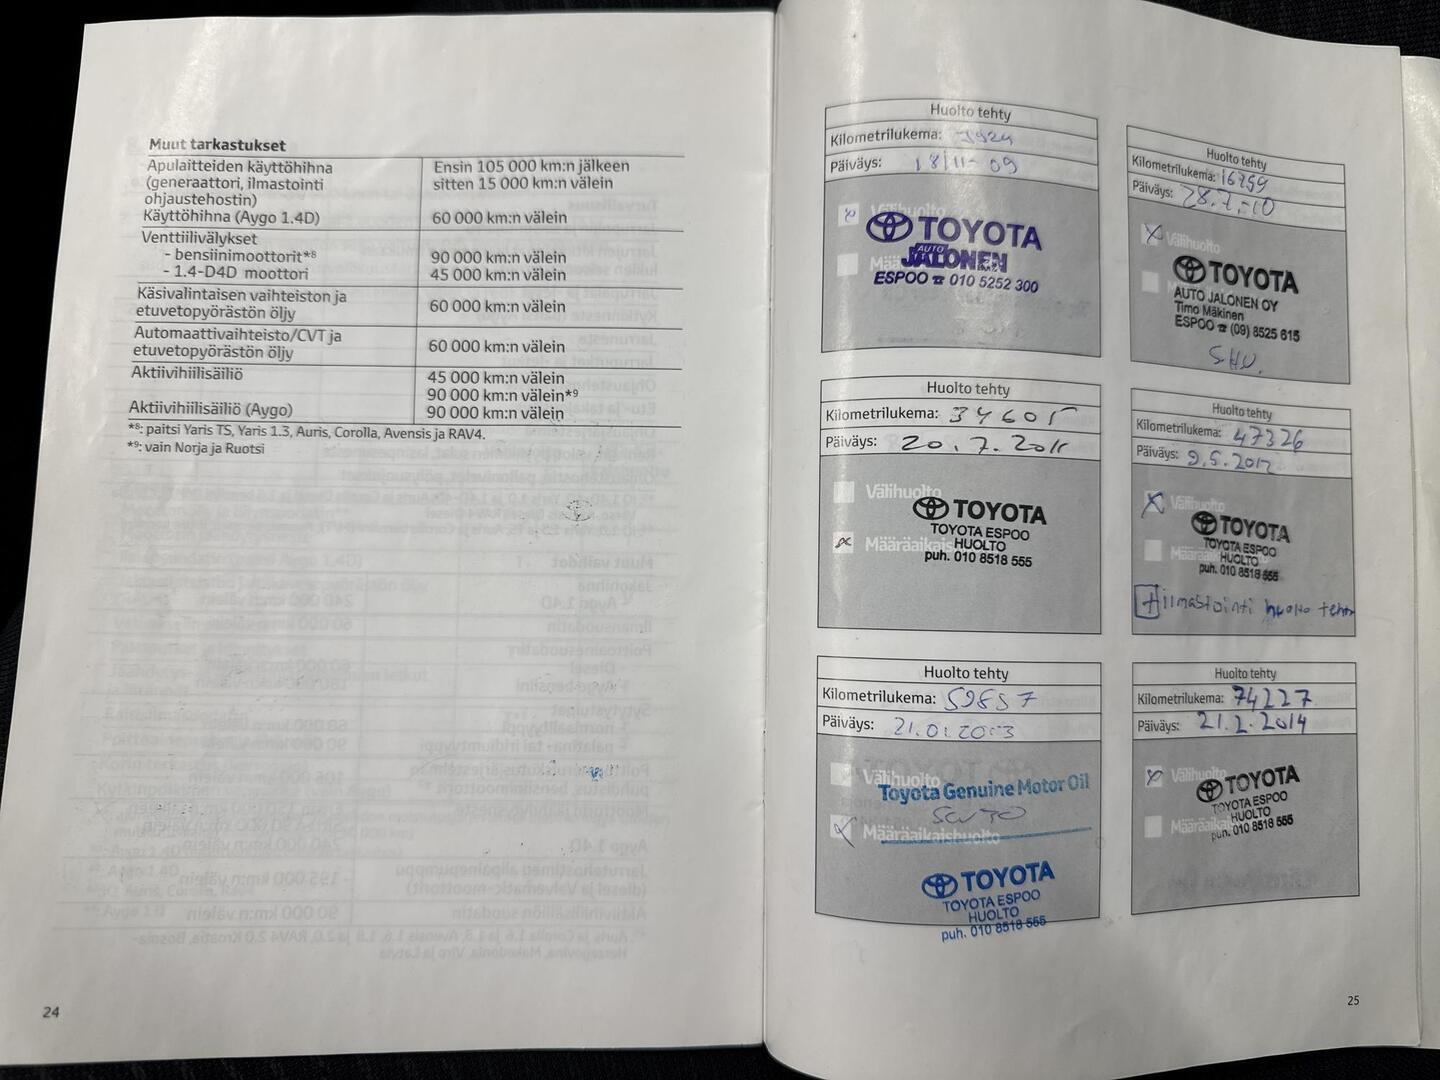 Muut tarkastukset
Apulaitteiden käyttöhihna
(generaattori, ilmastointi
ohjaustehostin)
Ensin 105 000 km:n jälkeen
sitten 15 000 km:n välein
Käyttöhihna (Aygo 1.4D) 60 000 km:n välein
Venttiilivälykset
- bensiinimoottorit*8 90 000 km:n välein
- 1.4-D4D moottori 45 000 km:n välein
Käsivalintaisen vaihteiston ja
etuvetopyörästön öljy
60 000 km:n välein
Automaattivaihteisto/CVT ja
etuvetopyörästön öljy
60 000 km:n välein
Aktiivihiilisäiliö 45 000 km:n välein
90 000 km:n välein*9
Aktiivihiilisäiliö (Aygo) 90 000 km:n välein
*8: paitsi Yaris TS, Yaris 1.3, Auris, Corolla, Avensis ja RAV4.
*9: vain Norja ja Ruotsi
24
Huolto tehty
Kilometrilukema:
Päiväys: 18/11-09
Välihuolto
TOYOTA
AUTO
JALONEN
ESPOO ☎ 010 5252 300
Huolto tehty
Kilometrilukema: 16759
Päiväys: 28.7.-10
Välihuolto
TOYOTA
AUTO JALONEN OY
Timo Mäkinen
ESPOO ☎ (09) 8525 615
Huolto tehty
Kilometrilukema: 34605
Päiväys: 20.7.2011
Välihuolto
TOYOTA
TOYOTA ESPOO
Määräaikais
HUOLTO
puh. 010 8518 555
Huolto tehty
Kilometrilukema: 47326
Päiväys: 9.5.2012
Välihuolto
TOYOTA
TOYOTA ESPOO
HUOLTO
puh. 010 8518 555
+ ilmastointi huolto tehty
Huolto tehty
Kilometrilukema: 59857
Päiväys: 21.01.2013
Välihuolto
Toyota Genuine Motor Oil
5W30
Määräaikaishuolto
TOYOTA
TOYOTA ESPOO
HUOLTO
puh. 010 8518 555
Huolto tehty
Kilometrilukema: 74227
Päiväys: 21.2.2014
Välihuolto
TOYOTA
TOYOTA ESPOO
HUOLTO
puh. 010 8518 555
25